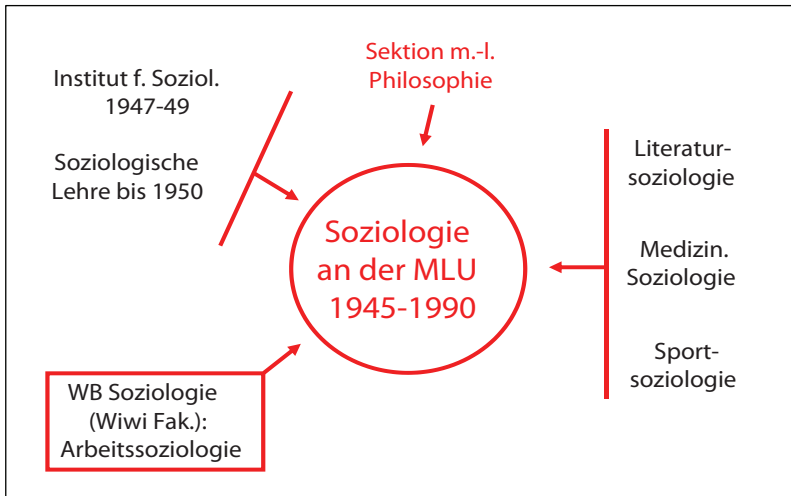 Institut f. Soziol.
1947-49
Soziologische
Lehre bis 1950
Sektion m.-l.
Philosophie
Soziologie
an der MLU
1945-1990
Literatur-
soziologie
Medizin.
Soziologie
Sport-
soziologie
WB Soziologie
(Wiwi Fak.):
Arbeitssoziologie